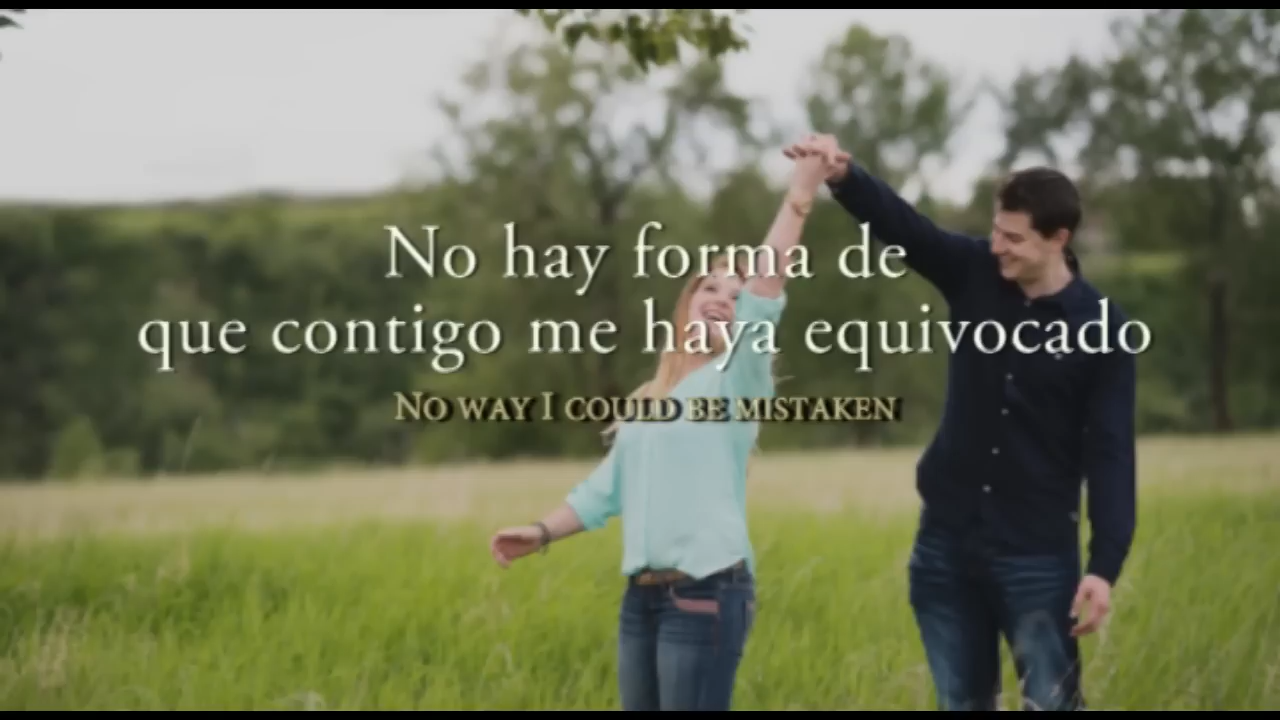 No hay forma de
que contigo me haya equivocado
No way I could be mistaken